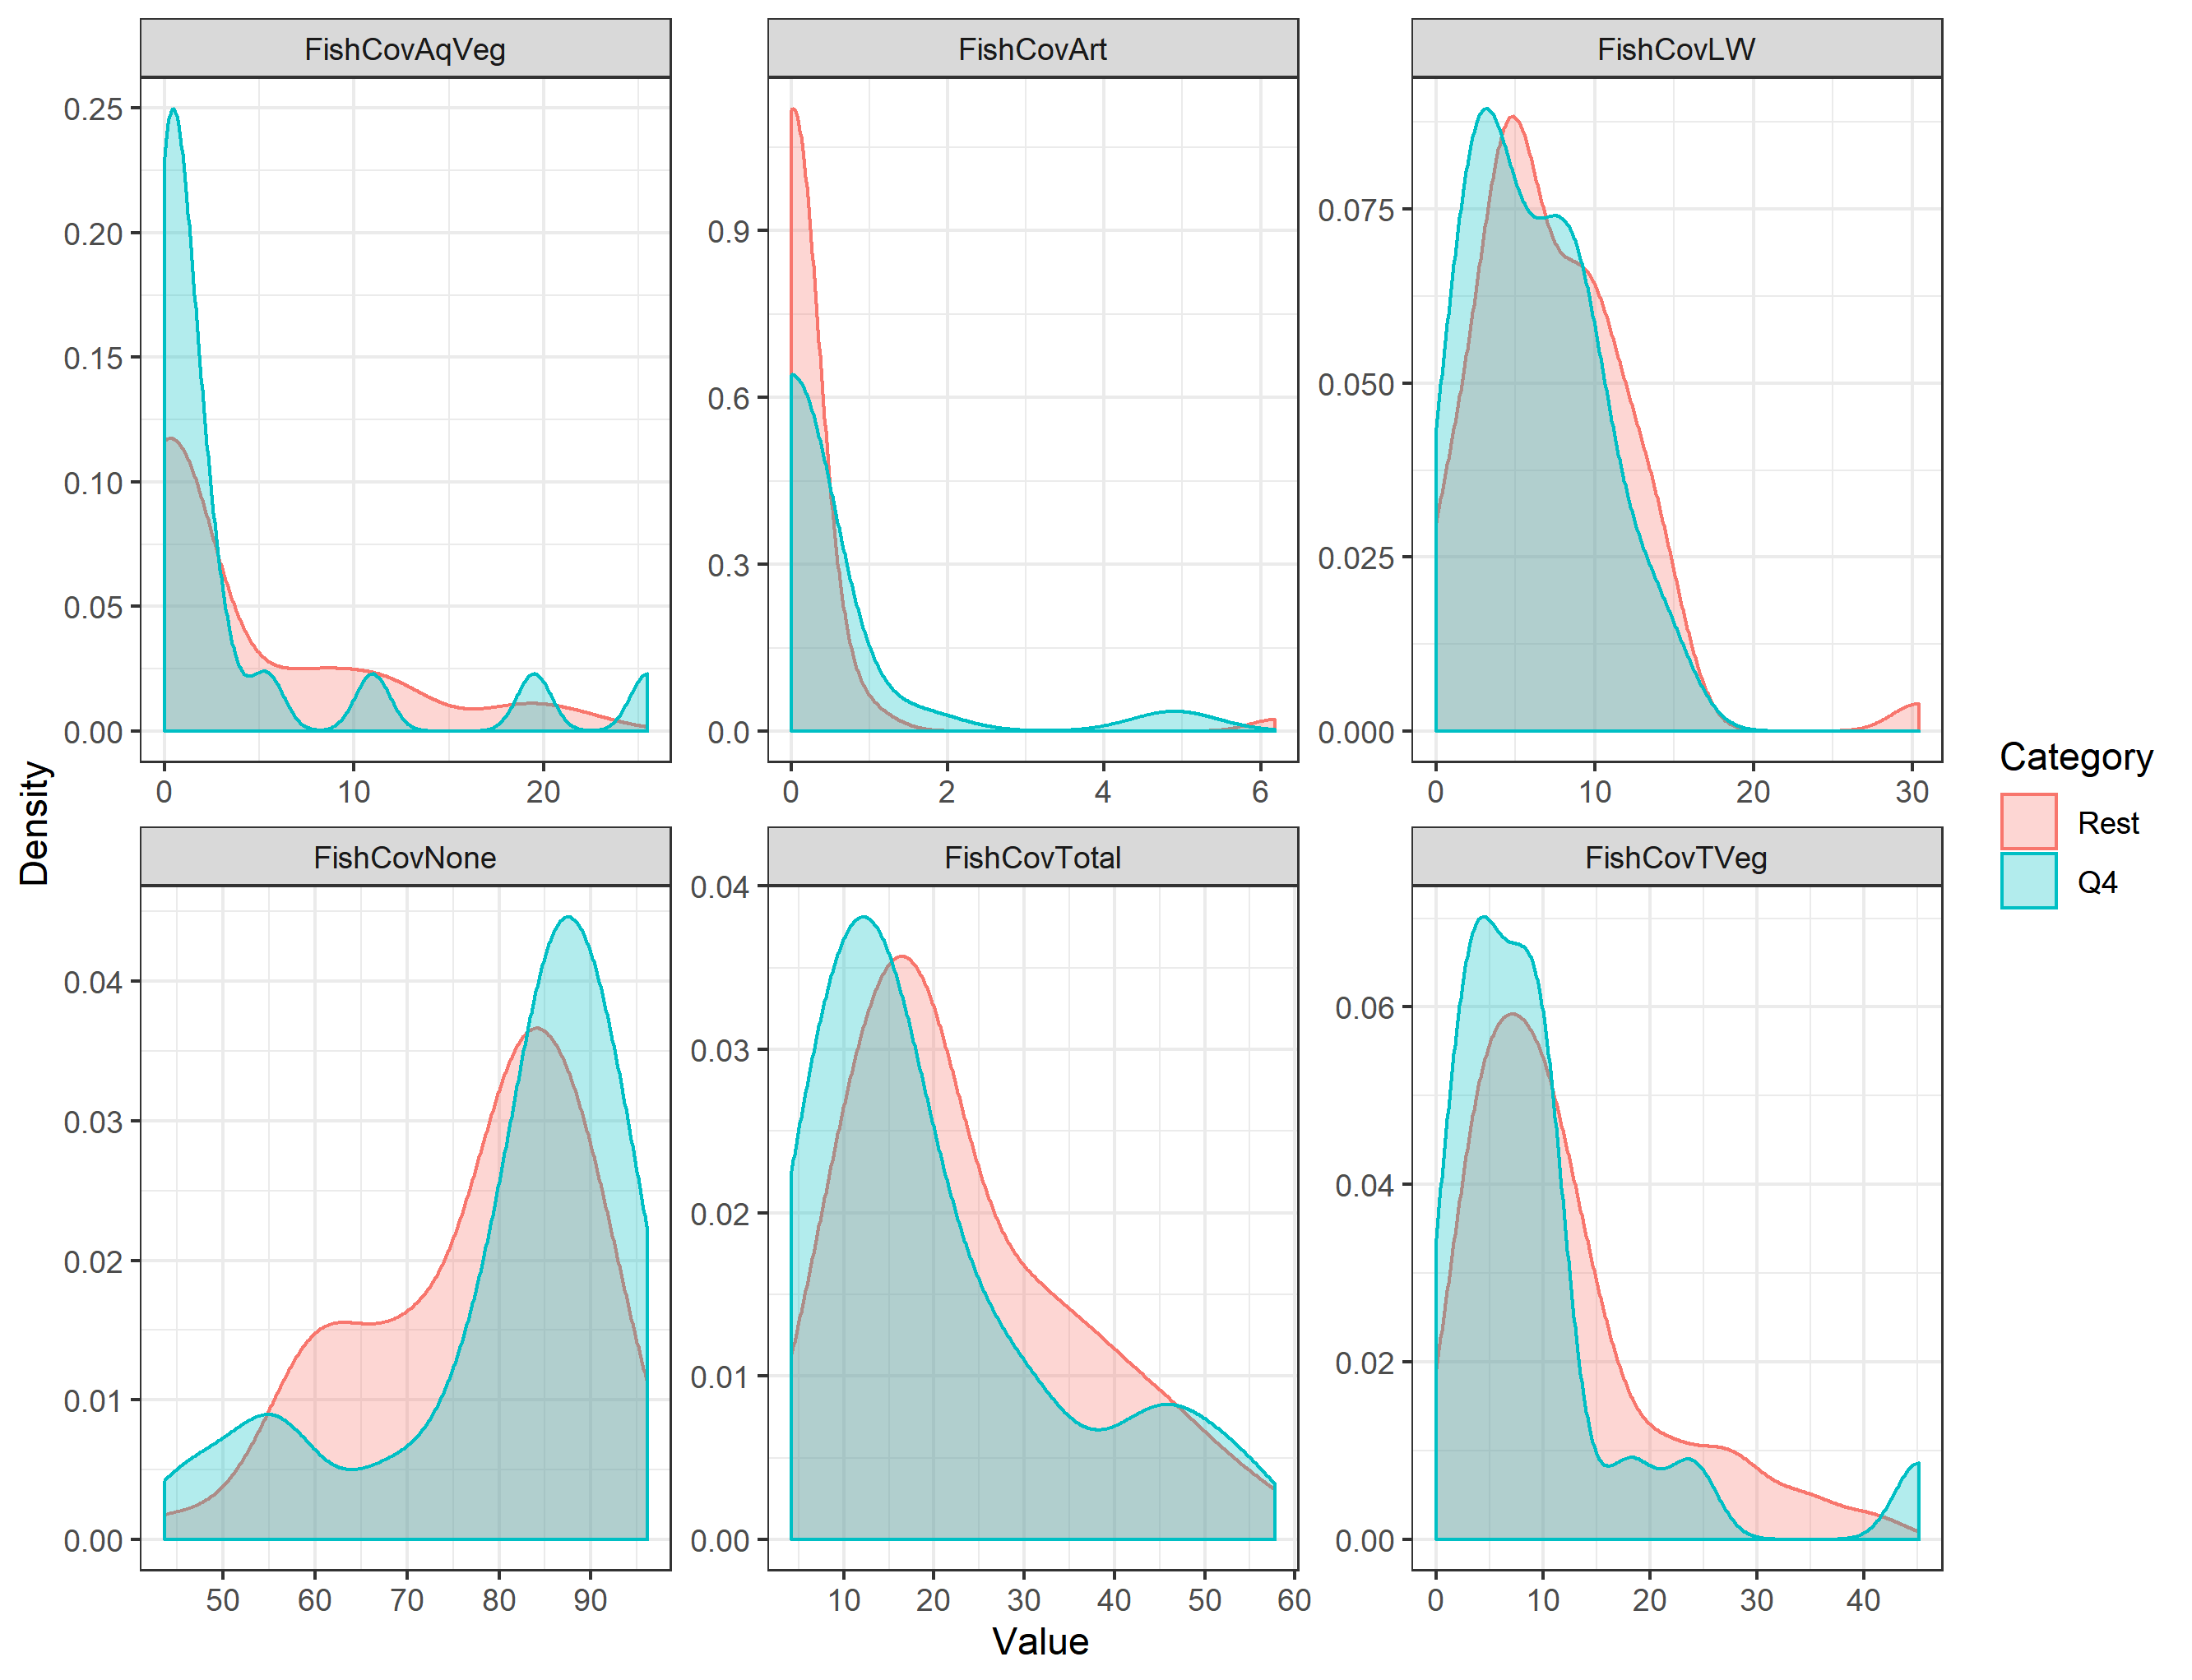 FishCovAqVeg
FishCovArt
FishCovLW
0.25
0.20
0.15
0.10
0.05
0.00
0.9
0.6
0.3
0.0
0.075
0.050
0.025
0.000
0 10 20
0 2 4 6
0 10 20 30
FishCovNone
FishCovTotal
FishCovTVeg
0.04
0.03
0.02
0.01
0.00
0.04
0.03
0.02
0.01
0.00
0.06
0.04
0.02
0.00
50 60 70 80 90
10 20 30 40 50 60
0 10 20 30 40
Density
Value
Category
Rest
Q4